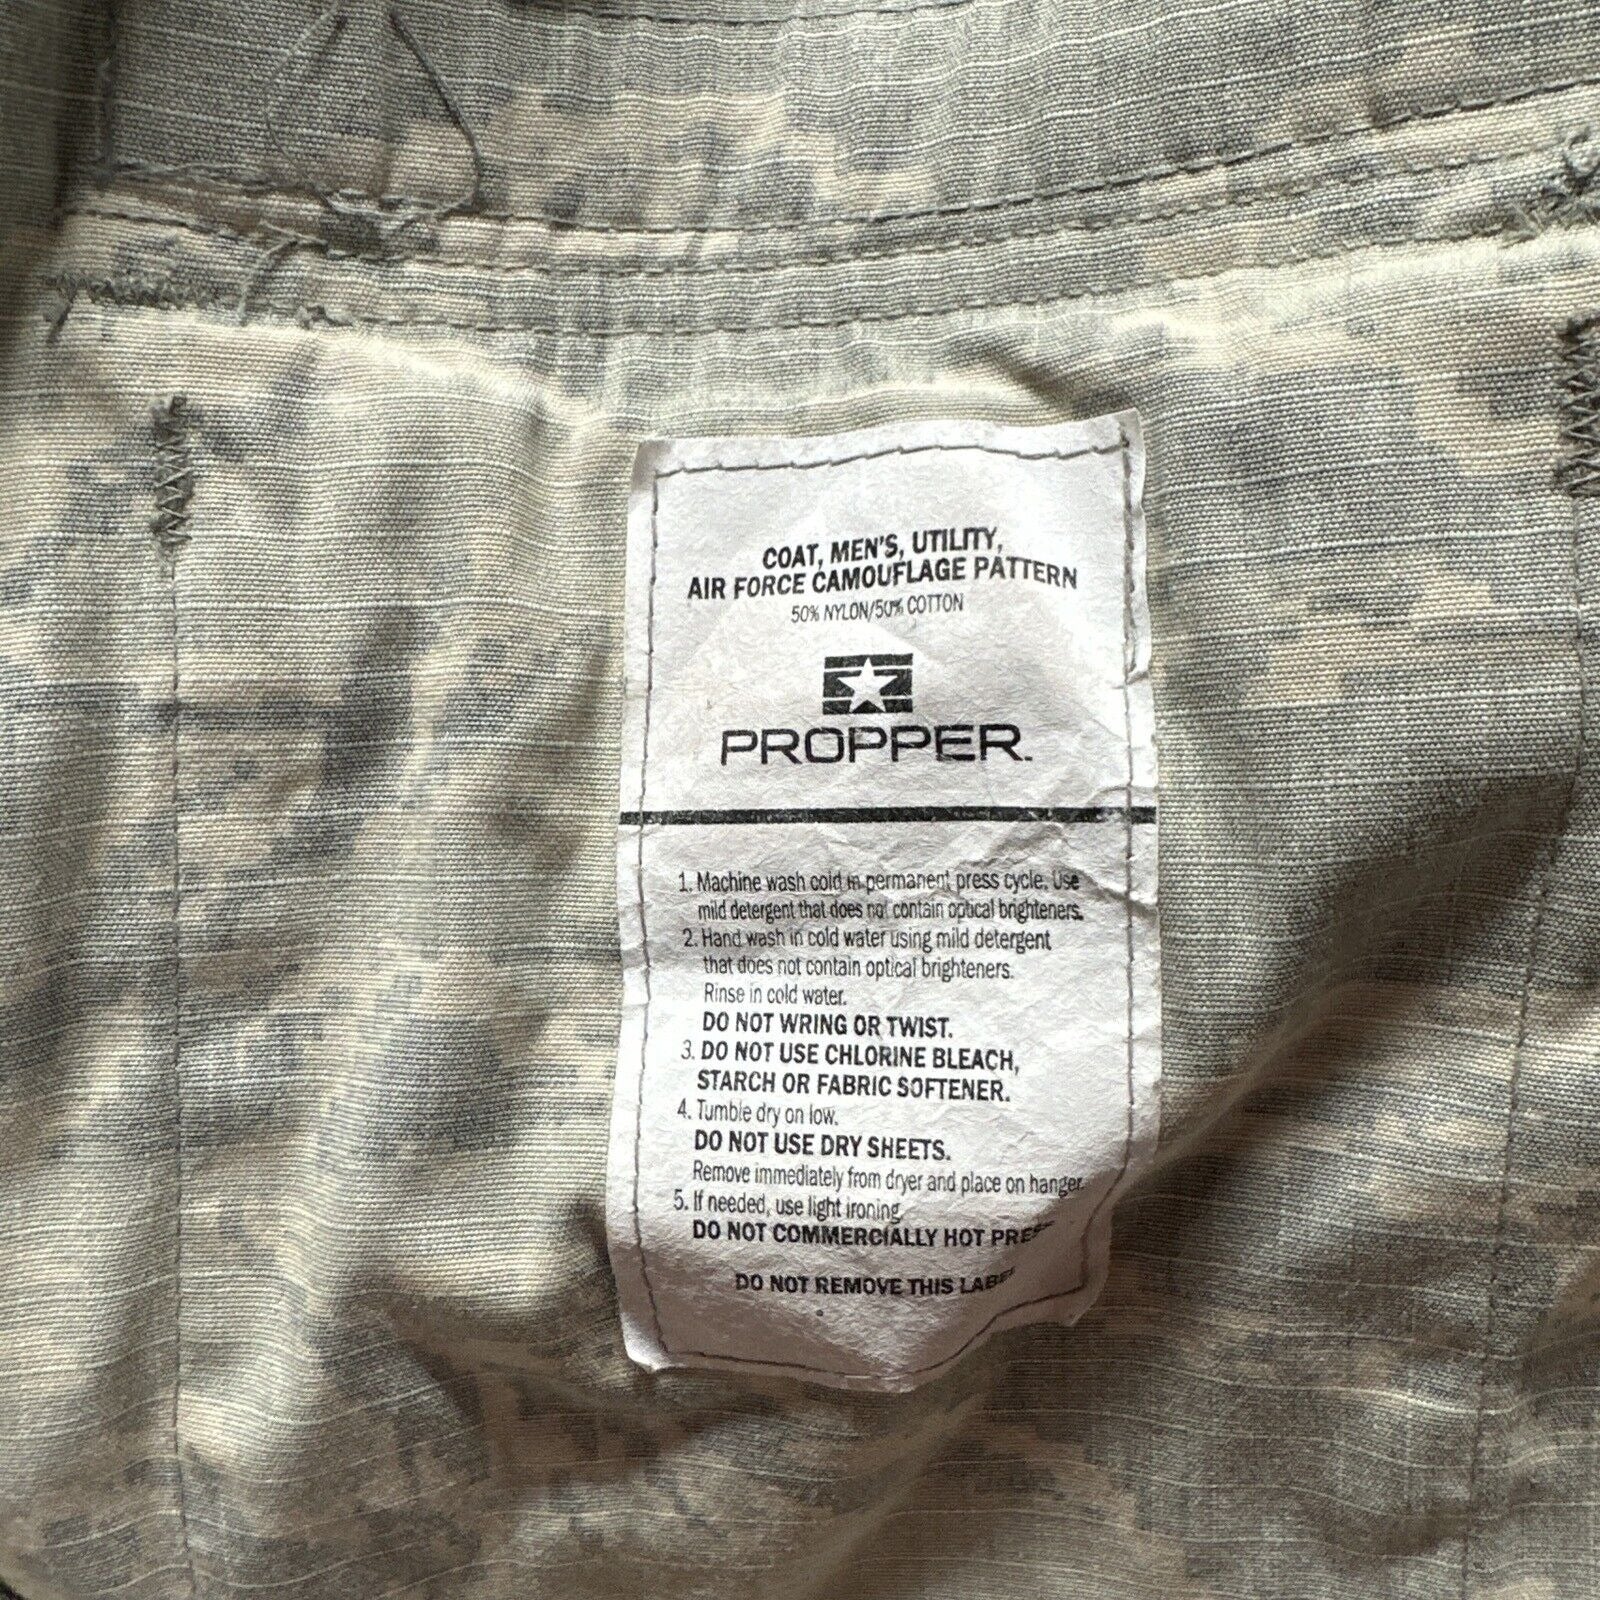 COAT, MEN'S, UTILITY,
AIR FORCE CAMOUFLAGE PATTERN
50% NYLON/50% COTTON
PROPPER.
1. Machine wash cold in permanent press cycle. Use
mild detergent that does not contain optical brighteners.
2. Hand wash in cold water using mild detergent
that does not contain optical brighteners.
Rinse in cold water.
DO NOT WRING OR TWIST.
3. DO NOT USE CHLORINE BLEACH,
STARCH OR FABRIC SOFTENER.
4. Tumble dry on low.
DO NOT USE DRY SHEETS.
Remove immediately from dryer and place on hanger.
5. If needed, use light ironing.
DO NOT COMMERCIALLY HOT PRESS
DO NOT REMOVE THIS LABEL